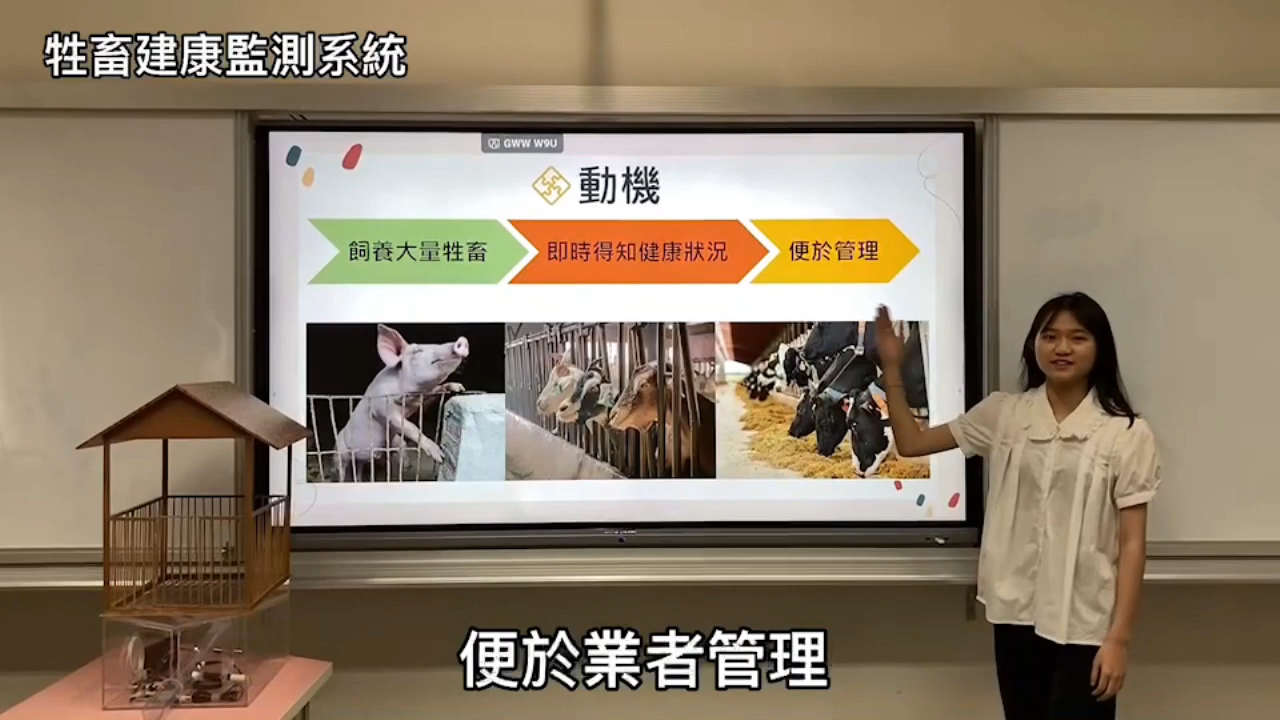 牲畜建康監測系統
GWW W9U
動機
飼養大量牲畜
即時得知健康狀況
便於管理
便於業者管理